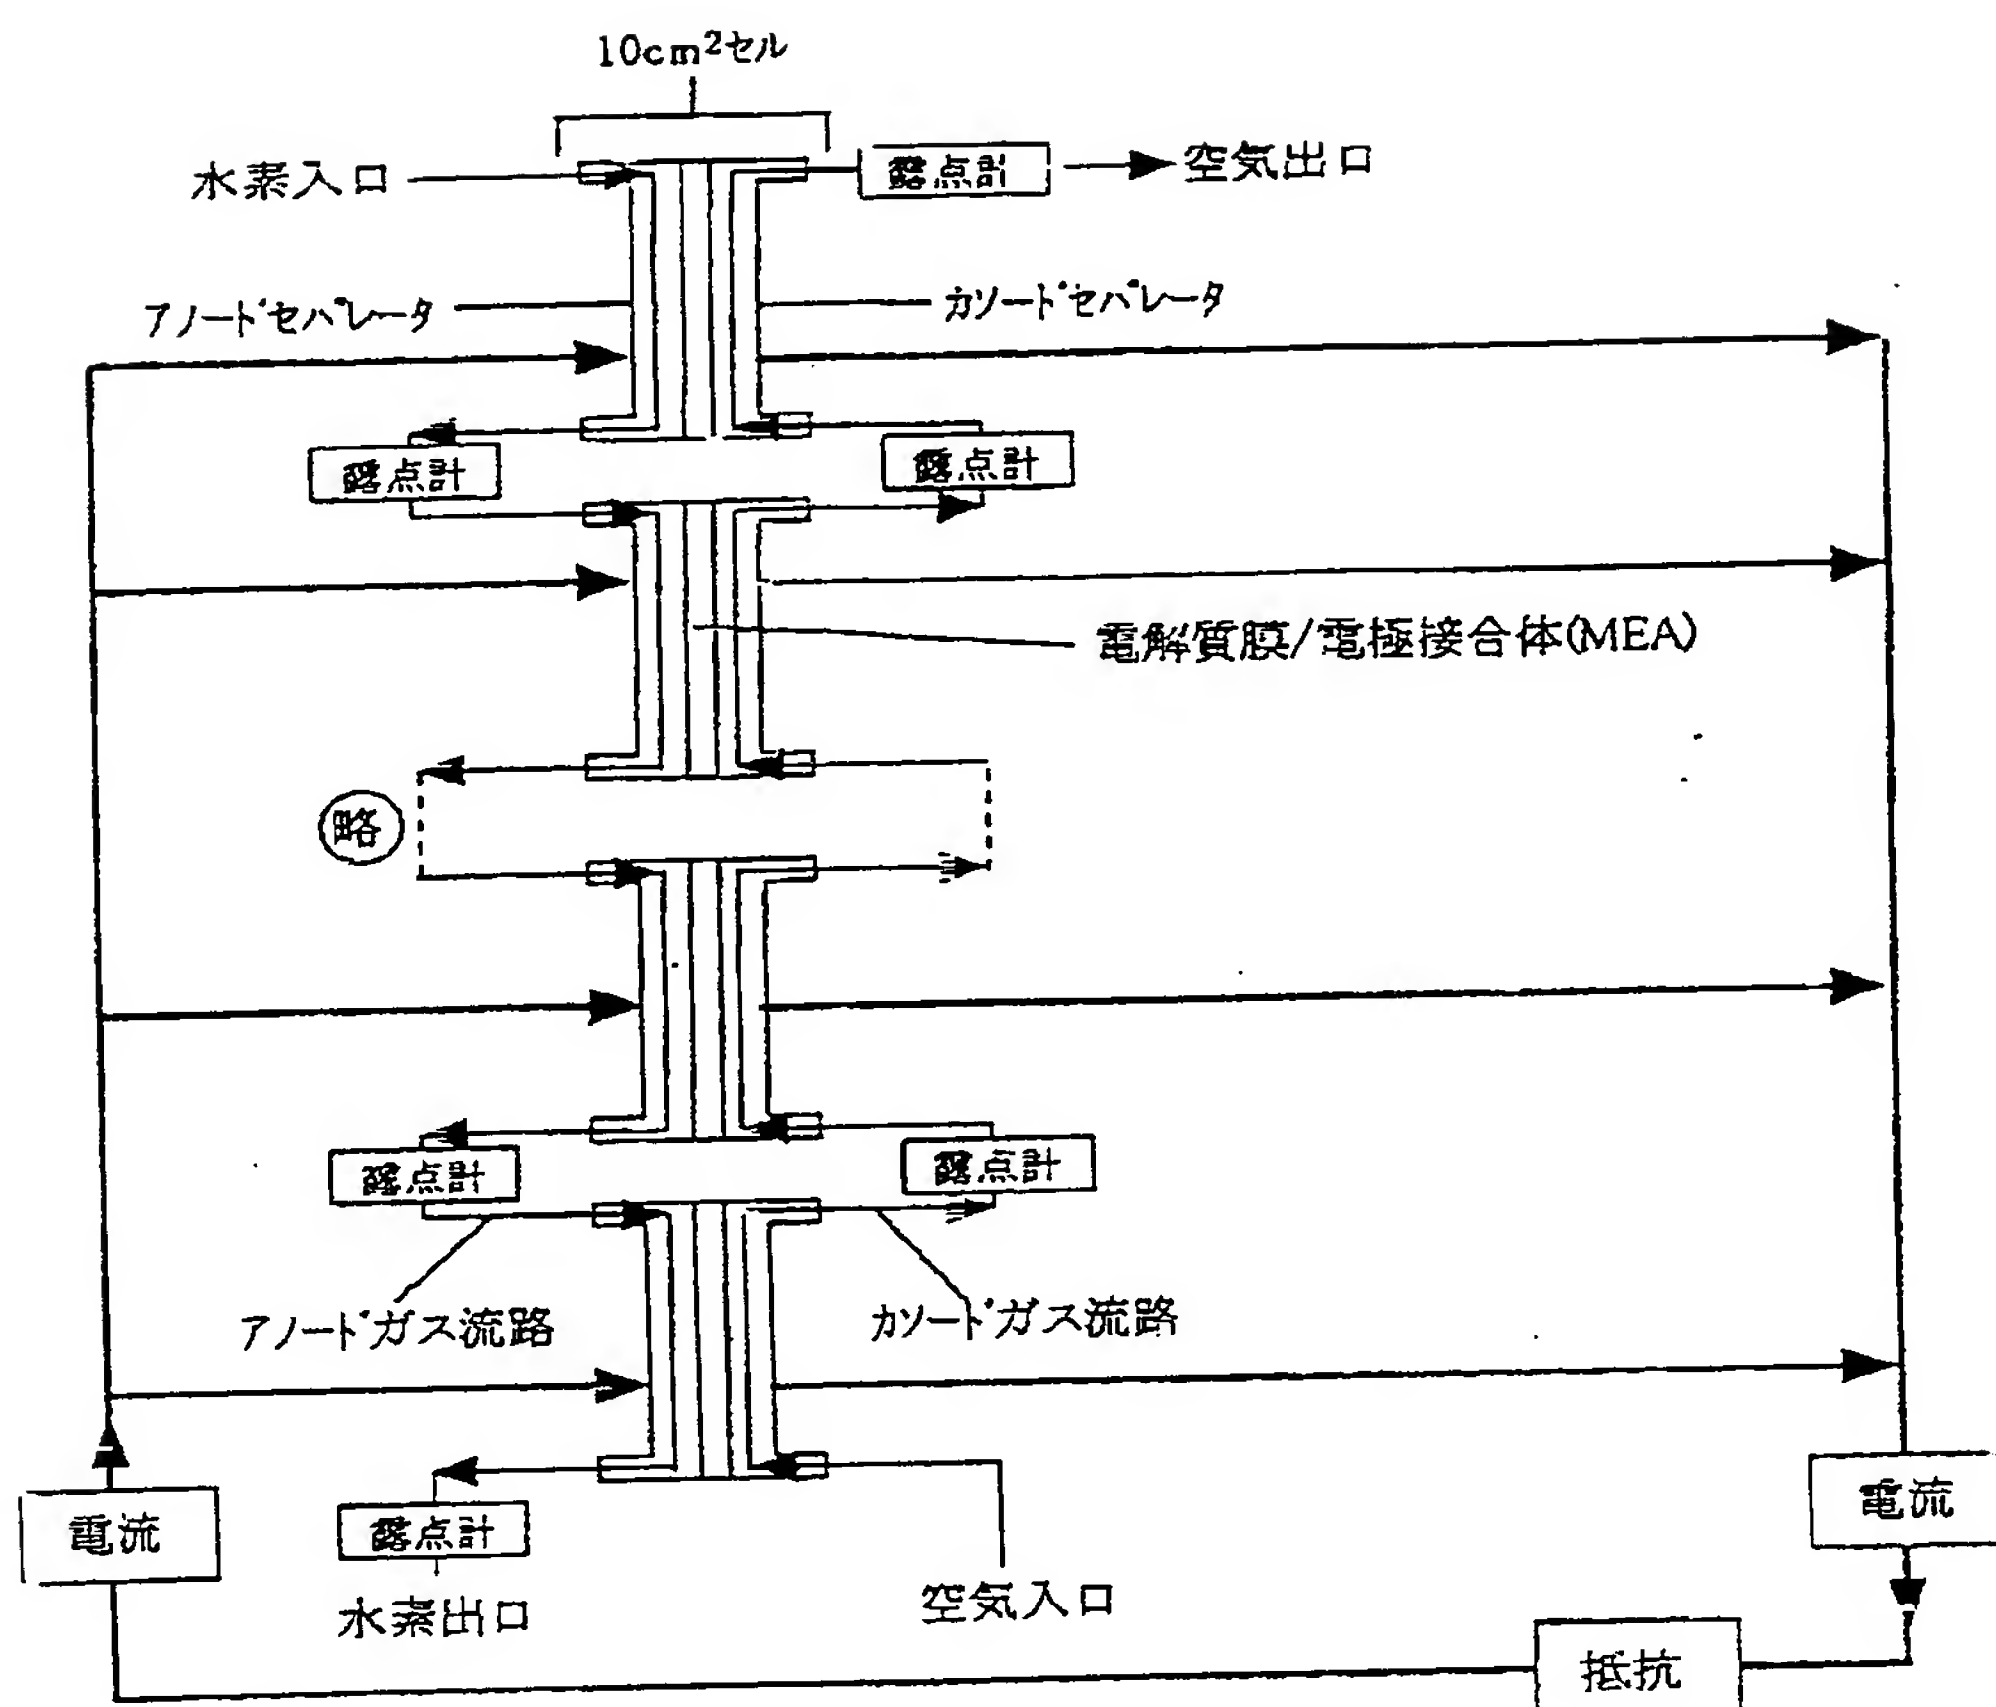 10cm²セル
水素入口
露点計
空気出口
アノードセパレータ
カソードセパレータ
露点計
露点計
電解質膜/電極接合体(MEA)
略
露点計
露点計
アノードガス流路
カソードガス流路
電流
露点計
電流
水素出口
空気入口
抵抗